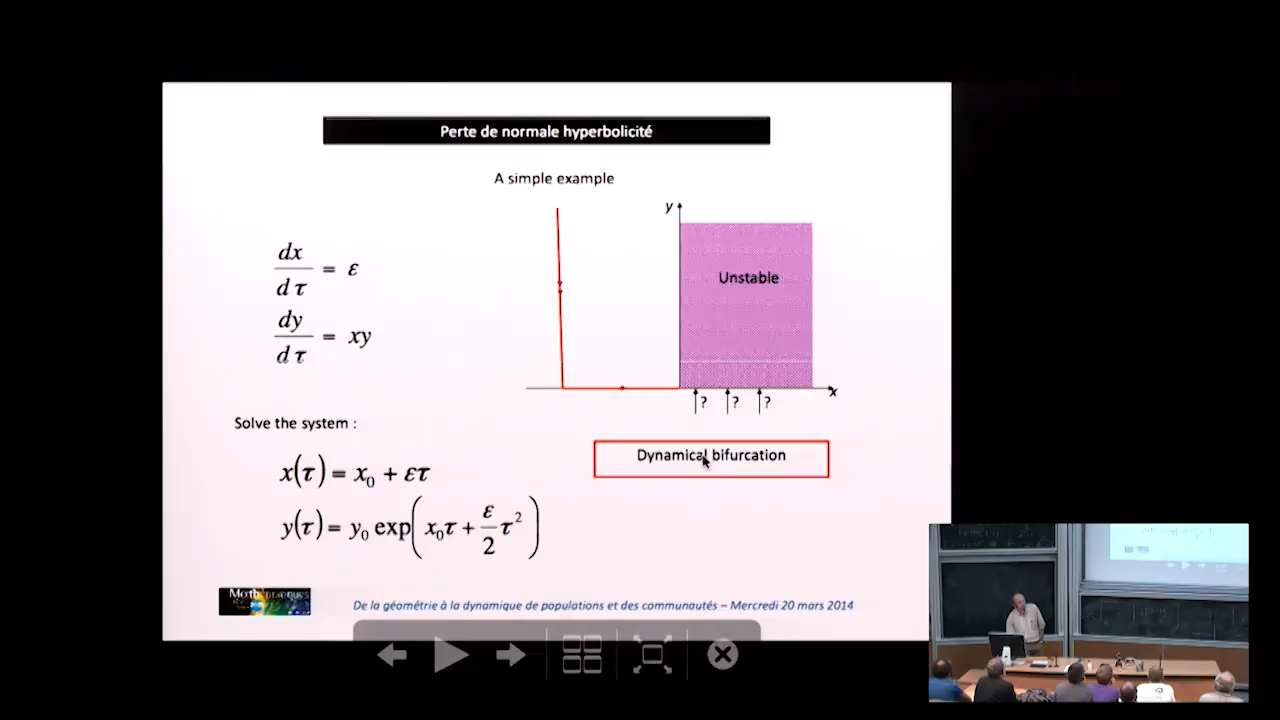 Perte de normale hyperbolicité
A simple example
y
Unstable
dx/dτ = ε
dy/dτ = xy
x
? ? ?
Solve the system :
Dynamical bifurcation
x(τ) = x₀ + ετ
y(τ) = y₀ exp(x₀τ + ε/2 τ²)
De la géométrie à la dynamique de populations et des communautés – Mercredi 20 mars 2014